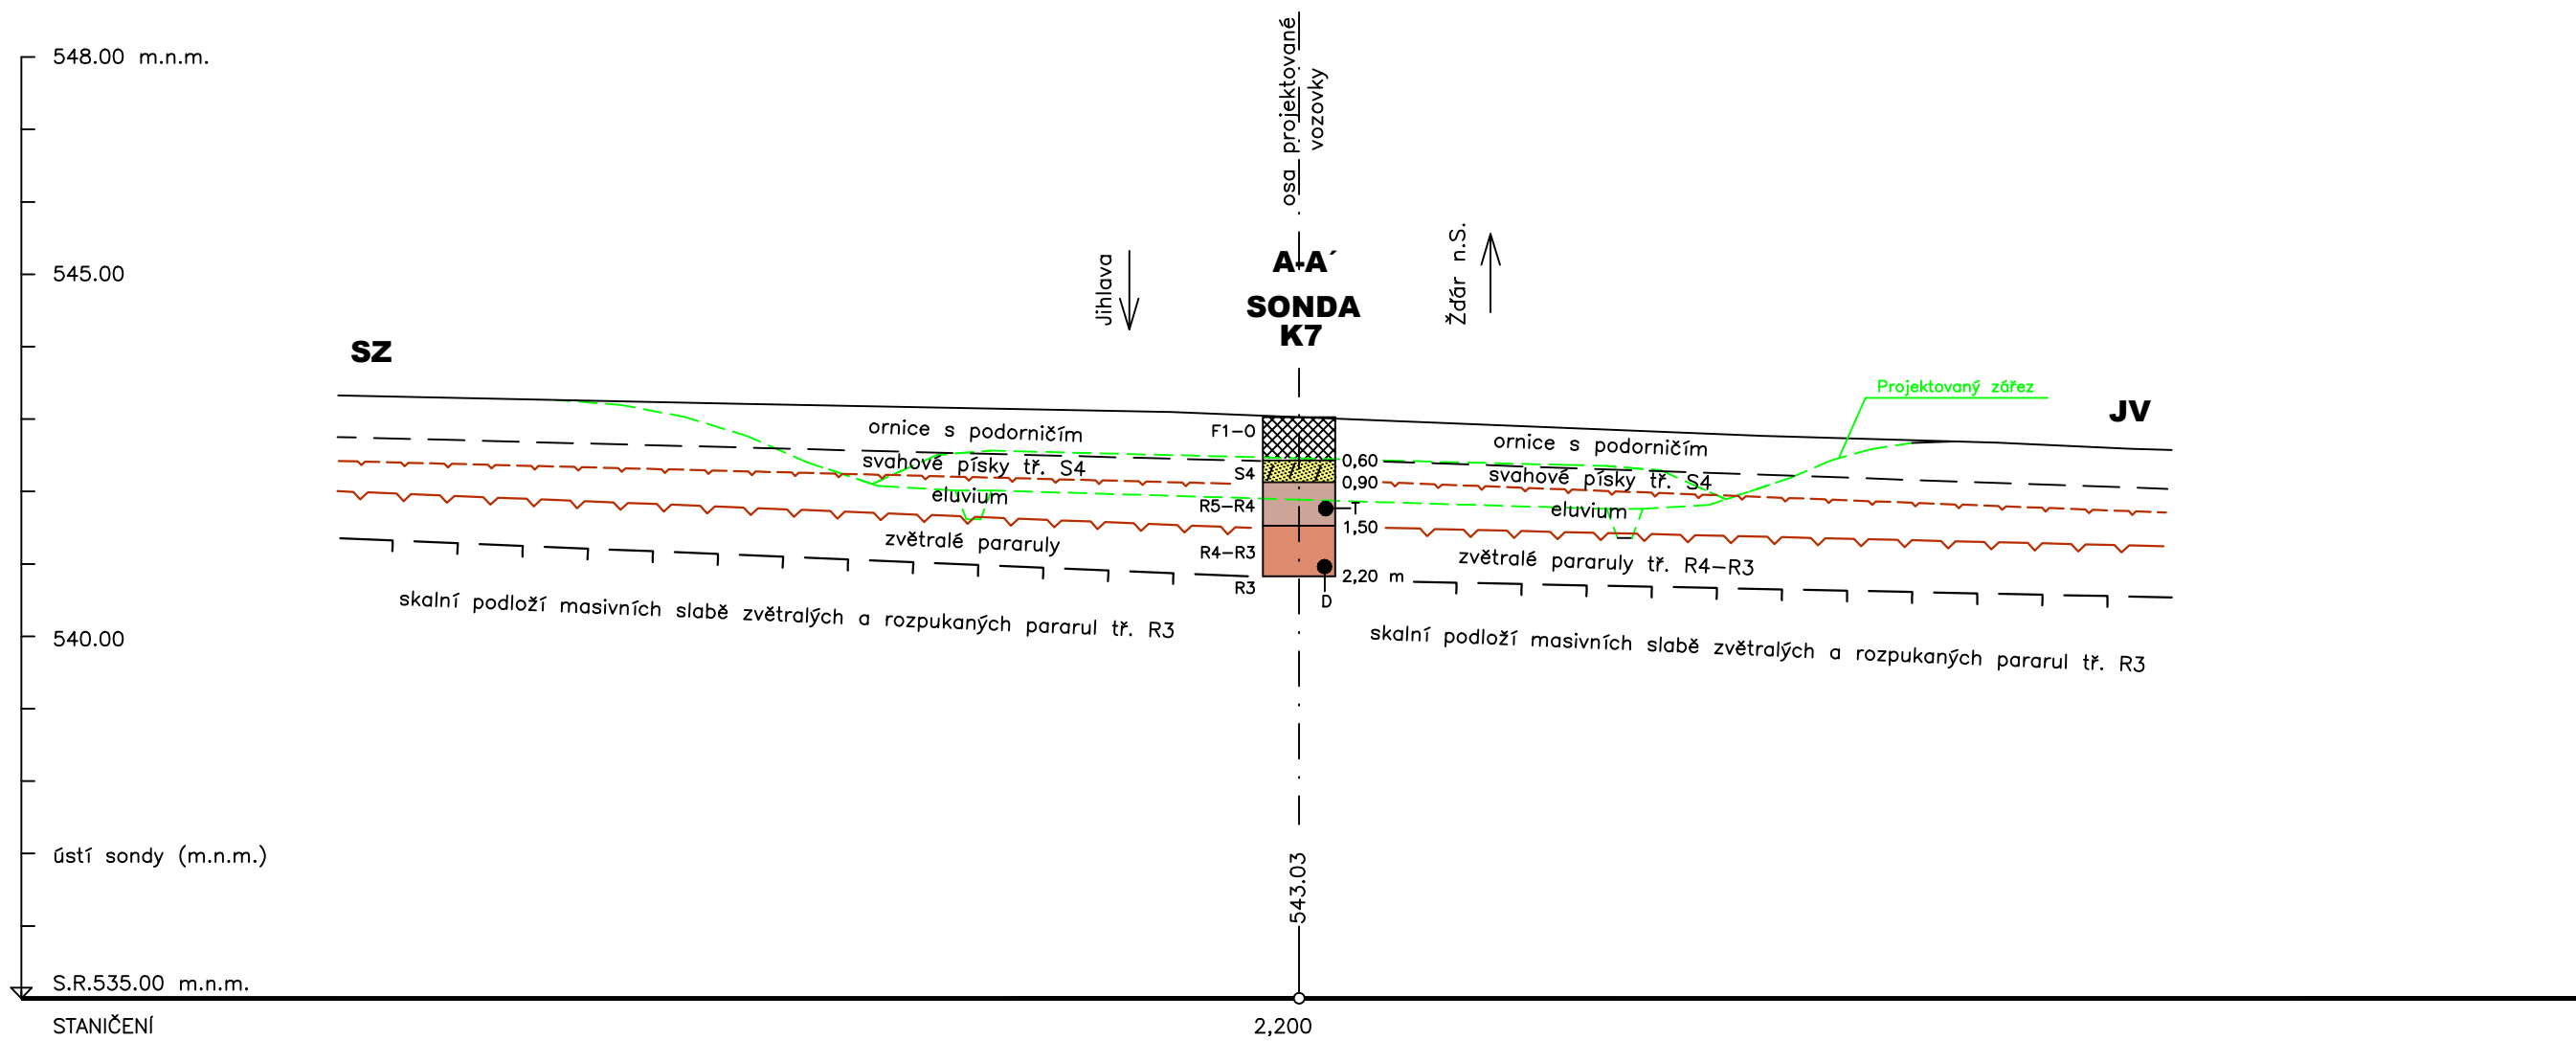 osa projektované
vozovky
548.00 m.n.m.
545.00
Jihlava
A-A´
Žďár n.S.
SONDA
K7
SZ
Projektovaný zářez
JV
ornice s podorničím
F1-O
ornice s podorničím
svahové písky tř. S4
S4
0,60
0,90
svahové písky tř. S4
eluvium
R5-R4
T
eluvium
1,50
zvětralé pararuly
R4-R3
zvětralé pararuly tř. R4-R3
R3
2,20 m
D
skalní podloží masivních slabě zvětralých a rozpukaných pararul tř. R3
skalní podloží masivních slabě zvětralých a rozpukaných pararul tř. R3
540.00
ústí sondy (m.n.m.)
543.03
S.R.535.00 m.n.m.
STANIČENÍ
2,200